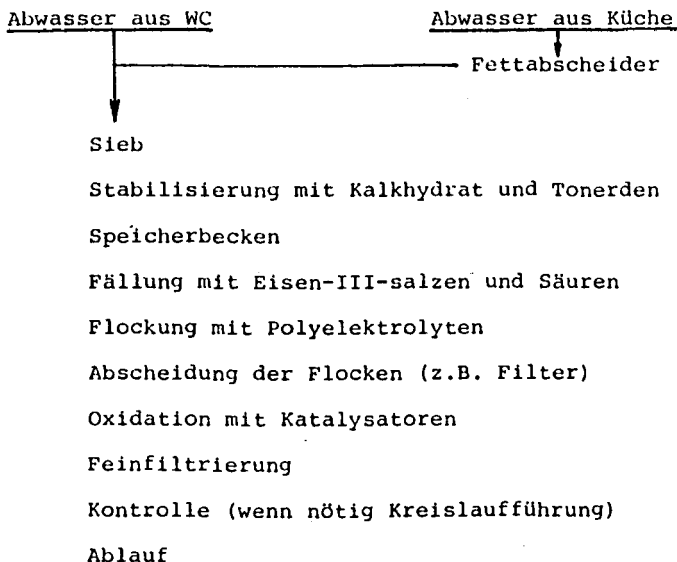 Abwasser aus WC
Abwasser aus Küche
Fettabscheider
Sieb
Stabilisierung mit Kalkhydrat und Tonerden
Speicherbecken
Fällung mit Eisen-III-salzen und Säuren
Flockung mit Polyelektrolyten
Abscheidung der Flocken (z.B. Filter)
Oxidation mit Katalysatoren
Feinfiltrierung
Kontrolle (wenn nötig Kreislaufführung)
Ablauf